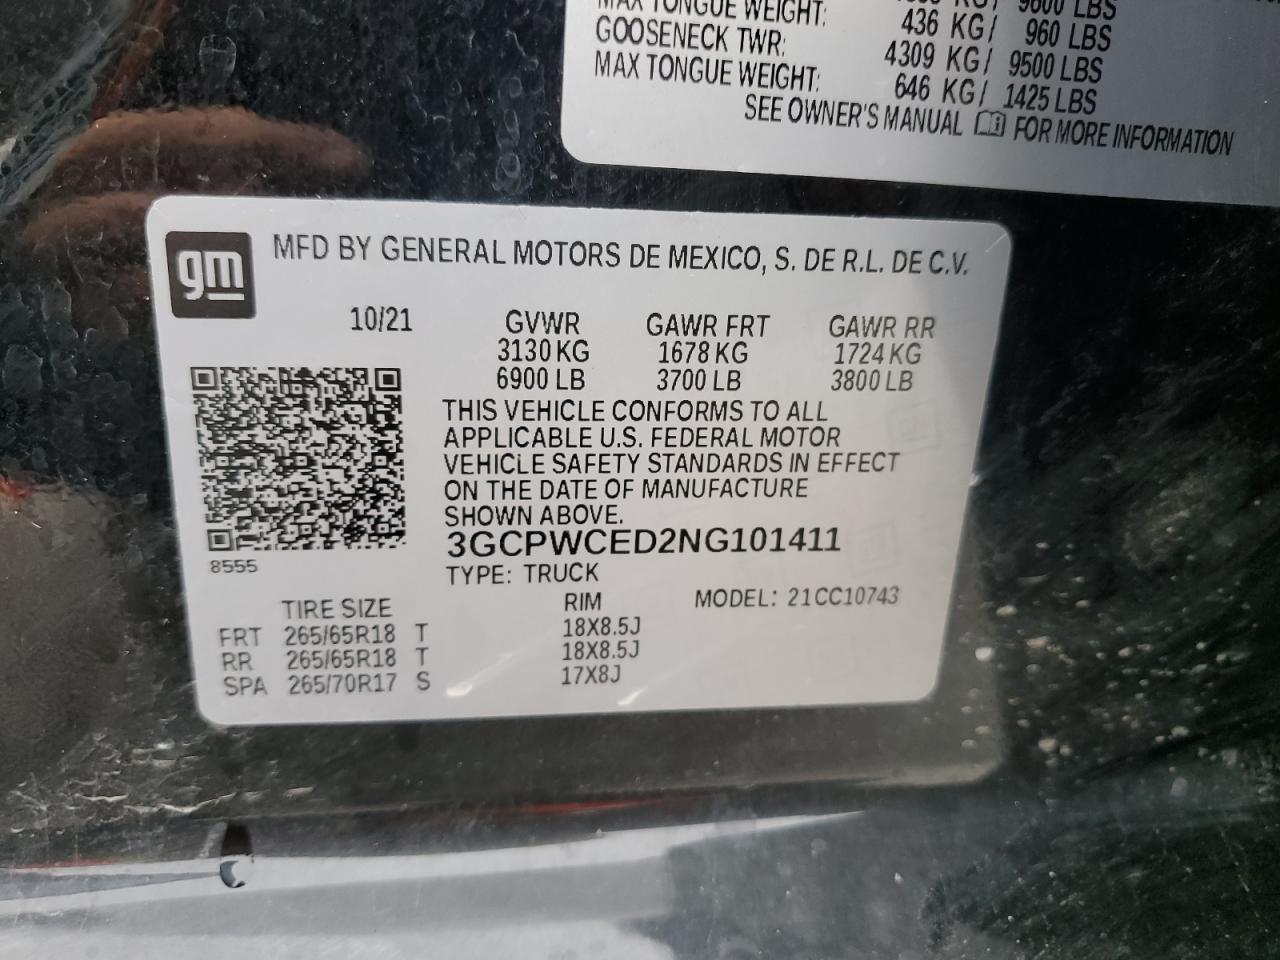 MAX TONGUE WEIGHT: 436 KG/ 960 LBS
GOOSENECK TWR: 4309 KG/ 9500 LBS
MAX TONGUE WEIGHT: 646 KG/ 1425 LBS
SEE OWNER'S MANUAL FOR MORE INFORMATION
gm
MFD BY GENERAL MOTORS DE MEXICO, S. DE R.L. DE C.V.
10/21 GVWR GAWR FRT GAWR RR
3130 KG 1678 KG 1724 KG
6900 LB 3700 LB 3800 LB
THIS VEHICLE CONFORMS TO ALL
APPLICABLE U.S. FEDERAL MOTOR
VEHICLE SAFETY STANDARDS IN EFFECT
ON THE DATE OF MANUFACTURE
SHOWN ABOVE.
3GCPWCED2NG101411
8555
TYPE: TRUCK
TIRE SIZE RIM MODEL: 21CC10743
FRT 265/65R18 T 18X8.5J
RR 265/65R18 T 18X8.5J
SPA 265/70R17 S 17X8J